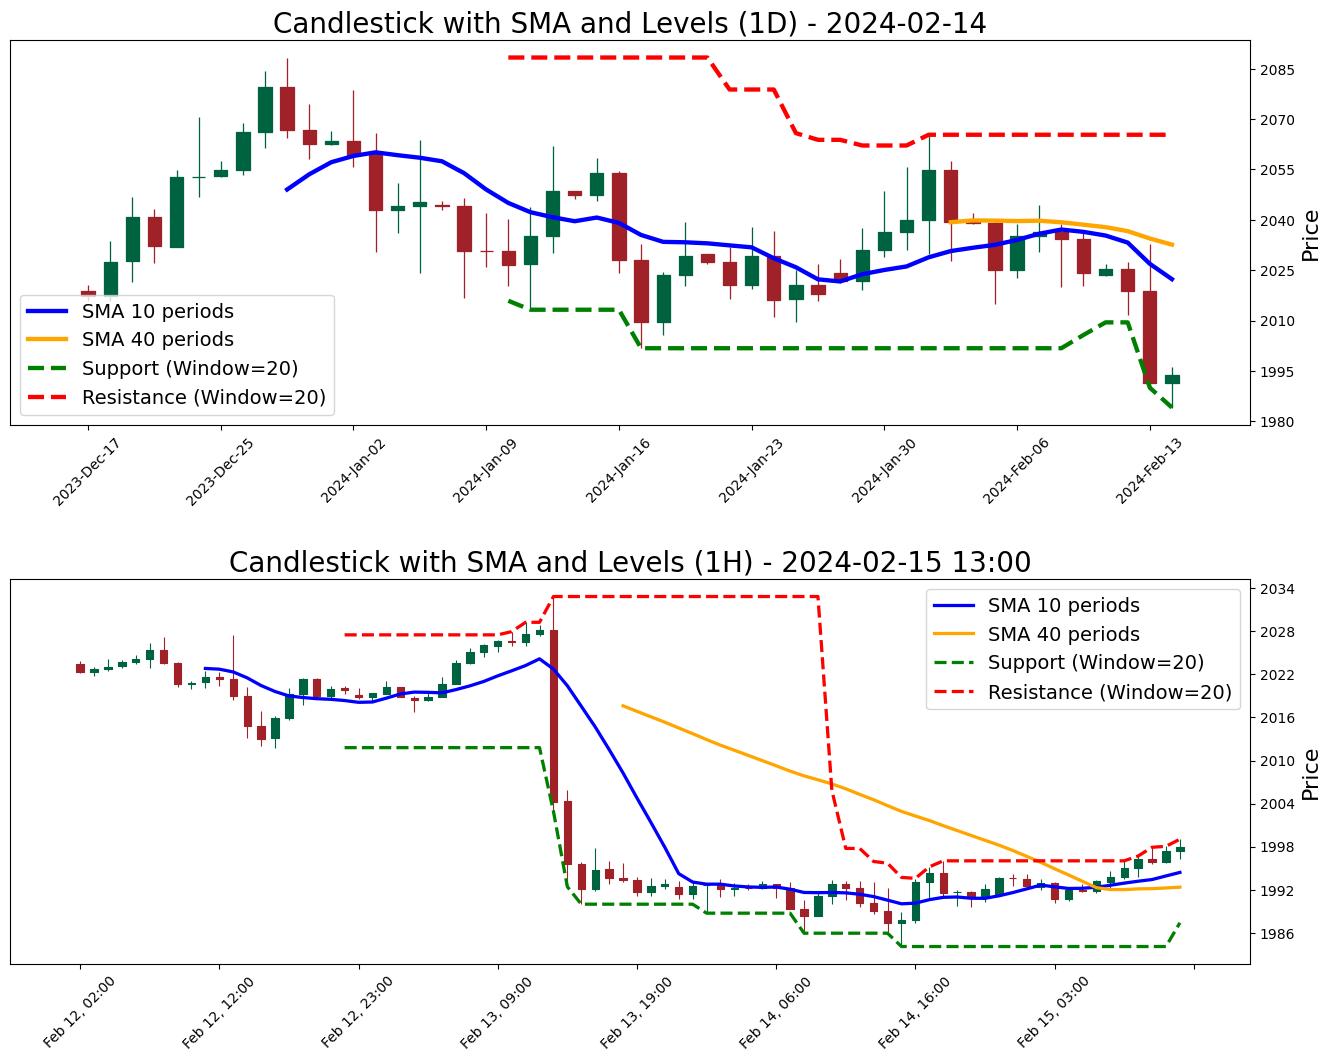 Candlestick with SMA and Levels (1D) - 2024-02-14
2085
2070
2055
2040
2025
2010
1995
1980
Price
SMA 10 periods
SMA 40 periods
Support (Window=20)
Resistance (Window=20)
2023-Dec-17
2023-Dec-25
2024-Jan-02
2024-Jan-09
2024-Jan-16
2024-Jan-23
2024-Jan-30
2024-Feb-06
2024-Feb-13
Candlestick with SMA and Levels (1H) - 2024-02-15 13:00
SMA 10 periods
SMA 40 periods
Support (Window=20)
Resistance (Window=20)
2034
2028
2022
2016
2010
2004
1998
1992
1986
Price
Feb 12, 02:00
Feb 12, 12:00
Feb 12, 23:00
Feb 13, 09:00
Feb 13, 19:00
Feb 14, 06:00
Feb 14, 16:00
Feb 15, 03:00